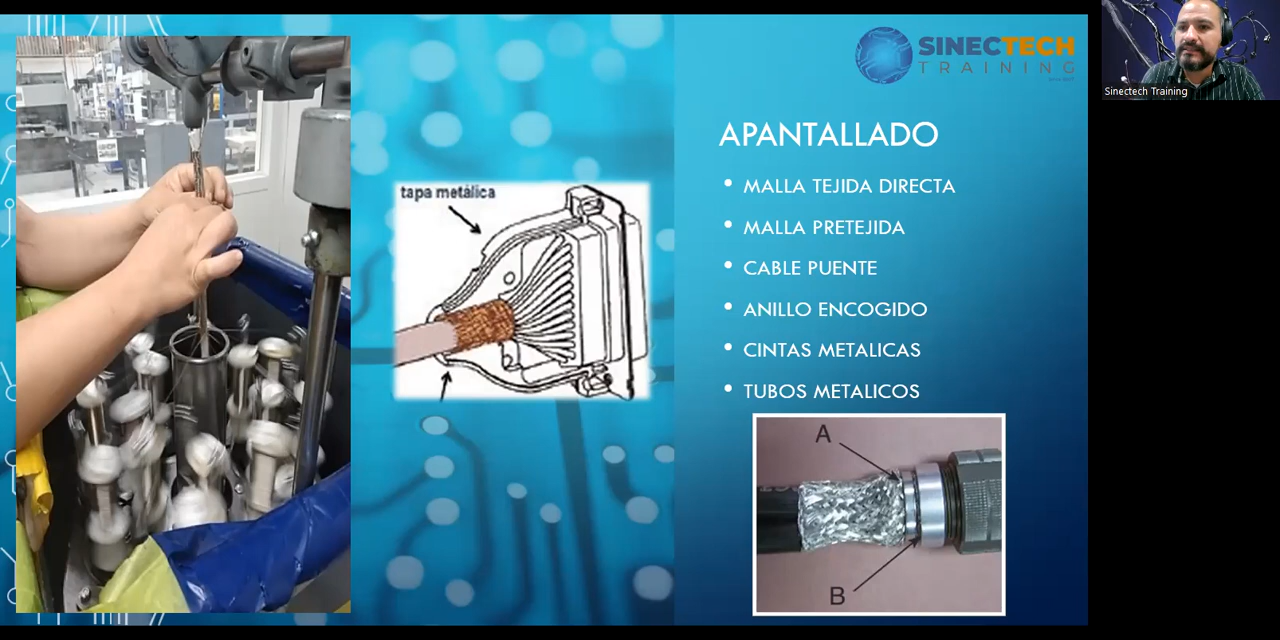 SINECTECH
TRAINING
Sinectech Training
APANTALLADO
tapa metálica
• MALLA TEJIDA DIRECTA
• MALLA PRETEJIDA
• CABLE PUENTE
• ANILLO ENCOGIDO
• CINTAS METALICAS
• TUBOS METALICOS
A
B